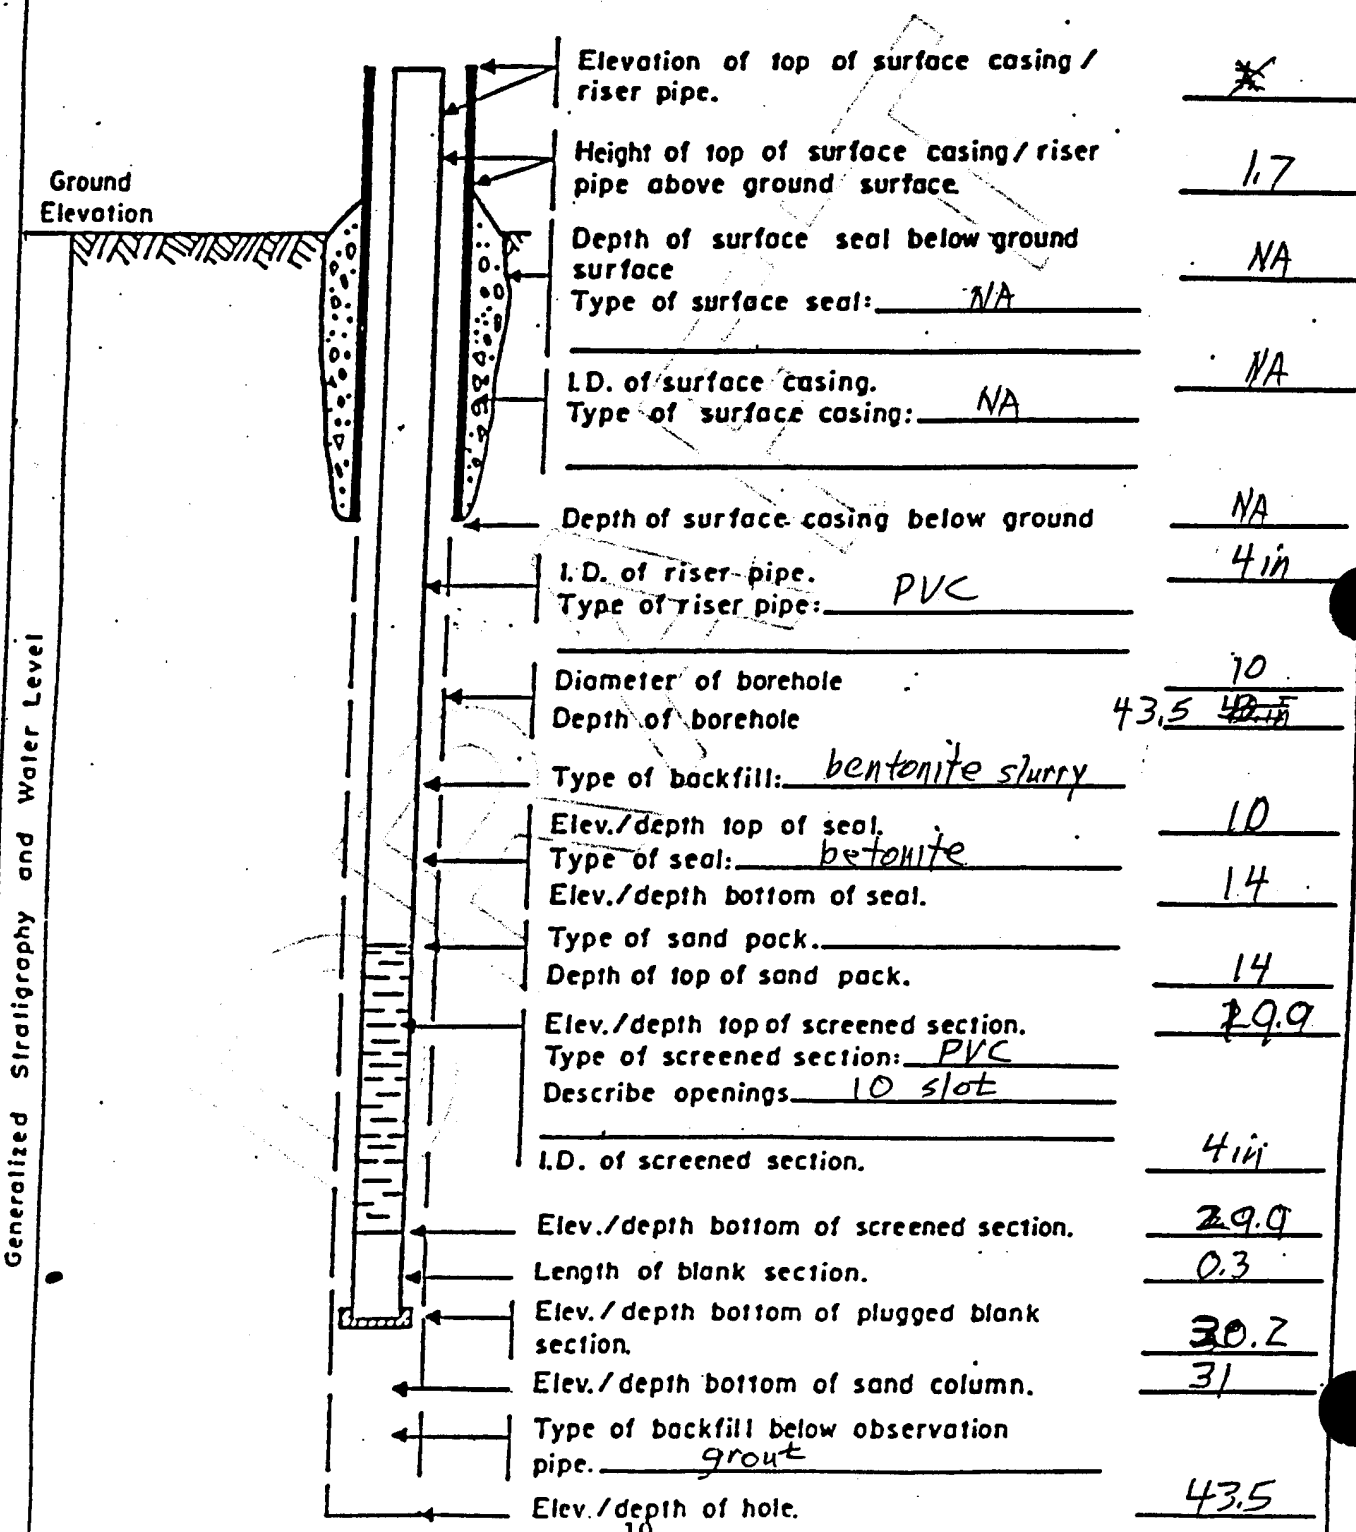 Elevation of top of surface casing /
riser pipe.
Height of top of surface casing / riser 1.7
pipe above ground surface
Ground
Elevation
Depth of surface seal below ground
surface NA
Type of surface seal: NA
I.D. of surface casing. NA
Type of surface casing: NA
Depth of surface casing below ground NA
I.D. of riser pipe. 4 in
Type of riser pipe: PVC
Diameter of borehole 10
Depth of borehole 43.5
Type of backfill: bentonite slurry
Elev./depth top of seal. 10
Type of seal: betonite
Elev./depth bottom of seal. 14
Type of sand pack.
Depth of top of sand pack. 14
Elev./depth top of screened section.
Type of screened section: PVC
Describe openings 10 slot
I.D. of screened section. 4 in
Elev./depth bottom of screened section. 29.9
Length of blank section. 0.3
Elev./depth bottom of plugged blank
section. 30.2
Elev./depth bottom of sand column. 31
Type of backfill below observation
pipe. grout
Elev./depth of hole. 43.5
Generalized Stratigraphy and Water Level